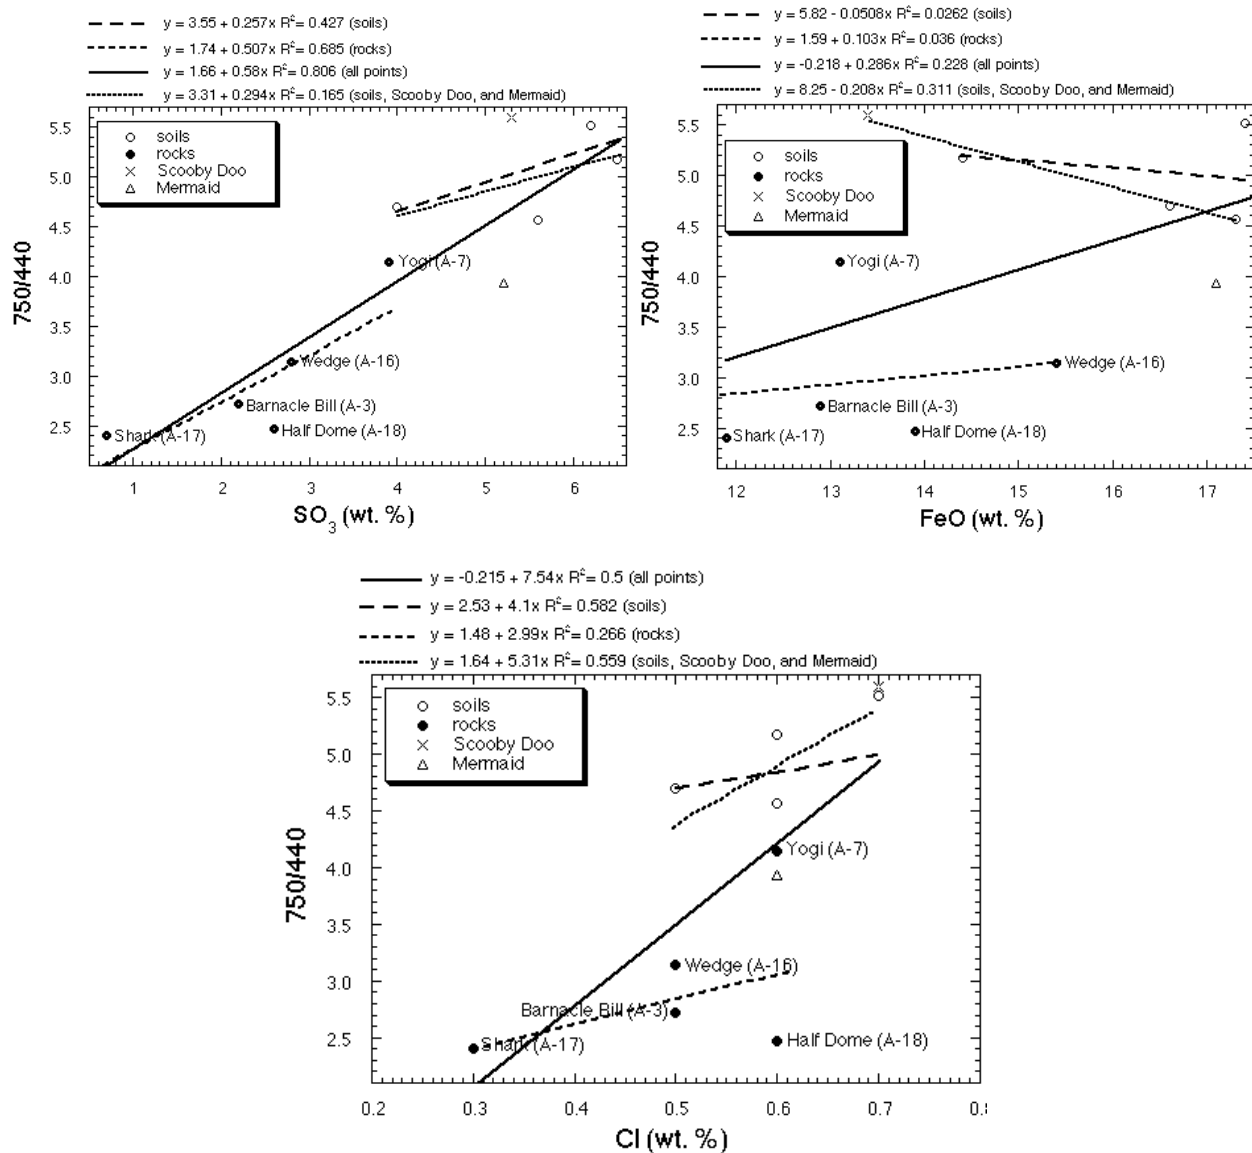 y = 3.55 + 0.257x R²= 0.427 (soils)
y = 1.74 + 0.507x R²= 0.685 (rocks)
y = 1.66 + 0.58x R²= 0.806 (all points)
y = 3.31 + 0.294x R²= 0.165 (soils, Scooby Doo, and Mermaid)
soils
rocks
Scooby Doo
Mermaid
5.5
5.0
4.5
4.0
3.5
3.0
2.5
750/440
Yogi (A-7)
Wedge (A-16)
Barnacle Bill (A-3)
Shark (A-17)
Half Dome (A-18)
1 2 3 4 5 6
SO₃ (wt. %)
y = 5.82 - 0.0508x R²= 0.0262 (soils)
y = 1.59 + 0.103x R²= 0.036 (rocks)
y = -0.218 + 0.286x R²= 0.228 (all points)
y = 8.25 - 0.208x R²= 0.311 (soils, Scooby Doo, and Mermaid)
soils
rocks
Scooby Doo
Mermaid
5.5
5.0
4.5
4.0
3.5
3.0
2.5
750/440
Yogi (A-7)
Wedge (A-16)
Barnacle Bill (A-3)
Shark (A-17)
Half Dome (A-18)
12 13 14 15 16 17
FeO (wt. %)
y = -0.215 + 7.54x R²= 0.5 (all points)
y = 2.53 + 4.1x R²= 0.582 (soils)
y = 1.48 + 2.99x R²= 0.266 (rocks)
y = 1.64 + 5.31x R²= 0.559 (soils, Scooby Doo, and Mermaid)
soils
rocks
Scooby Doo
Mermaid
5.5
5.0
4.5
4.0
3.5
3.0
2.5
750/440
Yogi (A-7)
Wedge (A-16)
Barnacle Bill (A-3)
Shark (A-17)
Half Dome (A-18)
0.2 0.3 0.4 0.5 0.6 0.7
Cl (wt. %)